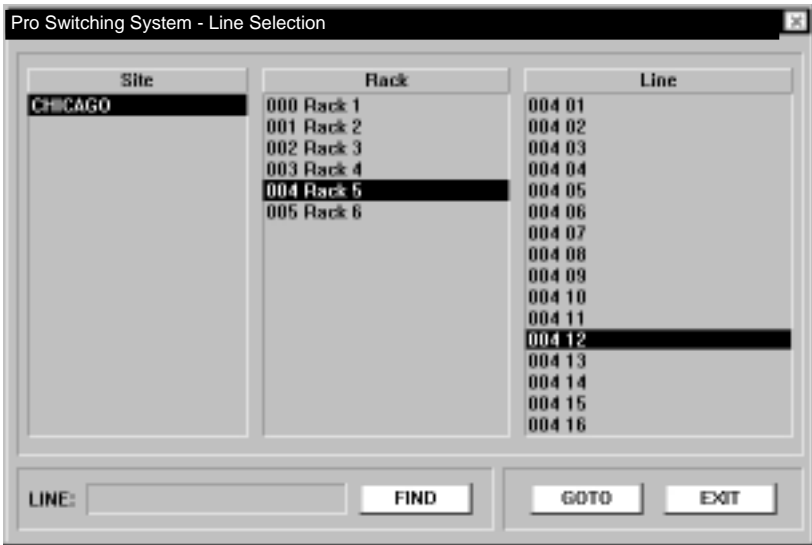 Pro Switching System - Line Selection
Site
CHICAGO
Rack
000 Rack 1
001 Rack 2
002 Rack 3
003 Rack 4
004 Rack 5
005 Rack 6
Line
004 01
004 02
004 03
004 04
004 05
004 06
004 07
004 08
004 09
004 10
004 11
004 12
004 13
004 14
004 15
004 16
LINE:
FIND
GOTO
EXIT